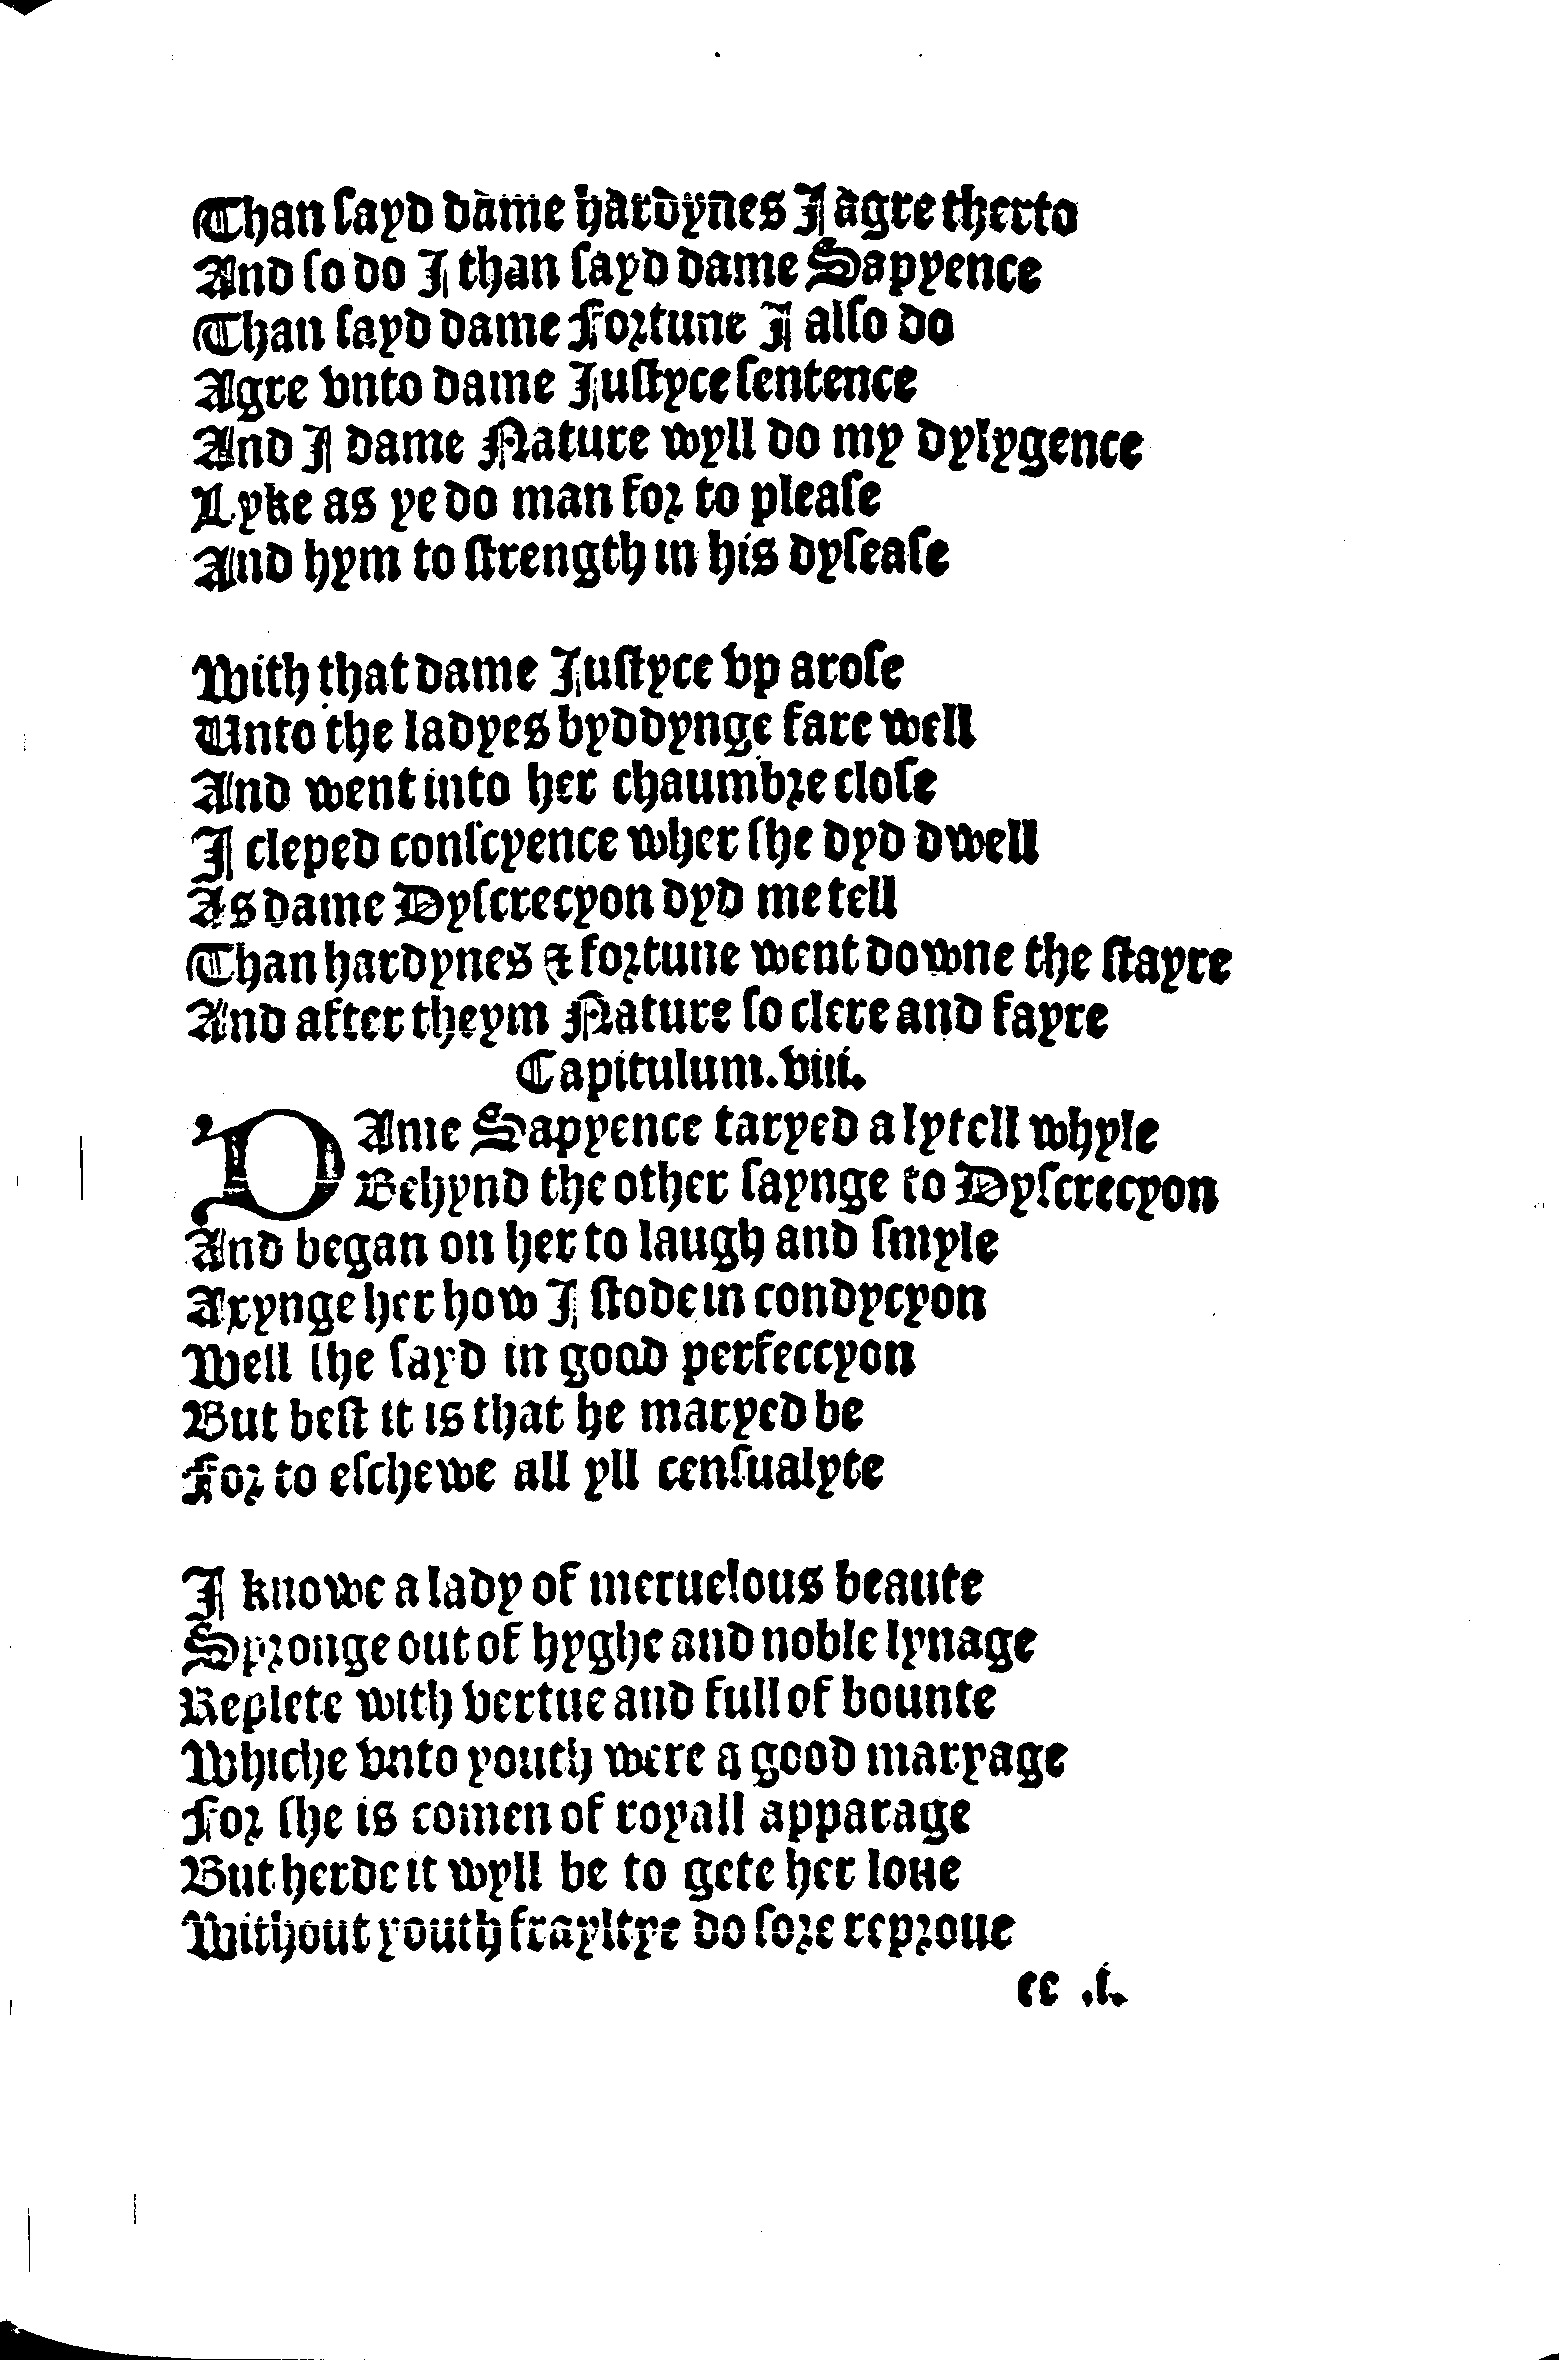 Than sayd dame hardynes I agre therto
And so do I than sayd dame Sapyence
Than sayd dame Fortune I also do
Agre vnto dame Iustyce sentence
And I dame Nature wyll do my dylygence
Lyke as ye do man for to please
And hym to strength in his dysease
With that dame Iustyce vp arose
Unto the ladyes byddynge fare well
And went into her chaumbre close
I cleped conscyence wher she dyd dwell
As dame Dyscrecyon dyd me tell
Than hardynes & fortune went downe the stayre
And after theym Nature so clere and fayre
Capitulum.viii.
DAme Sapyence taryed a lytell whyle
Behynd the other saynge to Dyscrecyon
And began on her to laugh and smyle
Axynge her how I stode in condycyon
Well she sayd in good perfeccyon
But best it is that he maryed be
For to eschewe all yll censualyte
I knowe a lady of meruelous beaute
Spronge out of hyghe and noble lynage
Replete with vertue and full of bounte
Whiche vnto youth were a good maryage
For she is comen of royall apparage
But herde it wyll be to gete her loue
Without youth frayltye do sore reproue
cc .i.